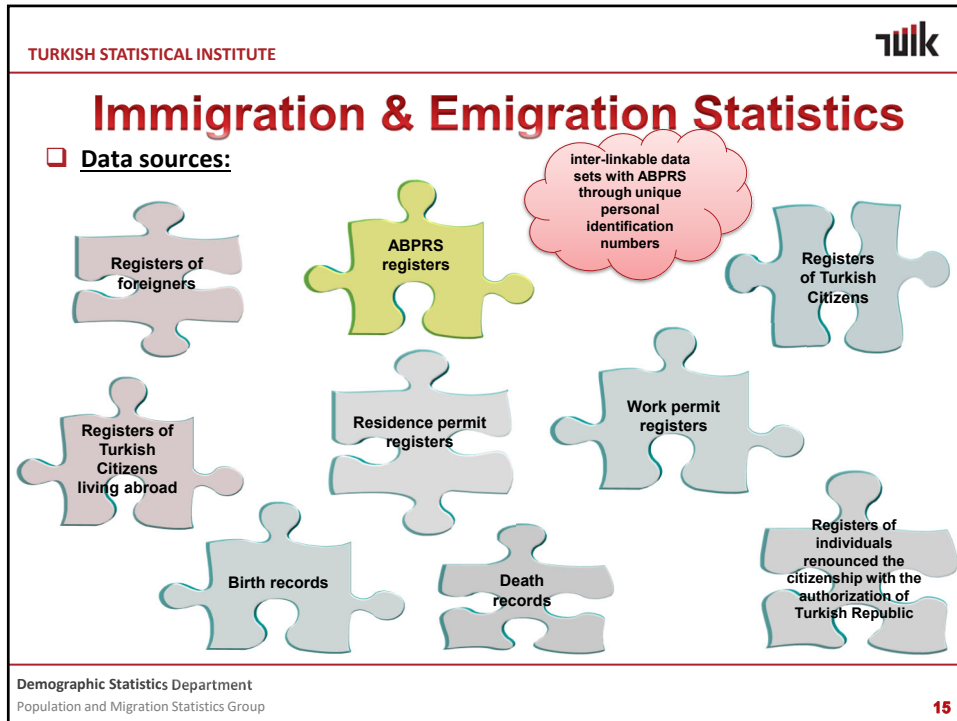 TURKISH STATISTICAL INSTITUTE
TÜİK
Immigration & Emigration Statistics
Data sources:
inter-linkable data
sets with ABPRS
through unique
personal
identification
numbers
Registers of
foreigners
ABPRS
registers
Registers
of Turkish
Citizens
Registers of
Turkish
Citizens
living abroad
Residence permit
registers
Work permit
registers
Birth records
Death
records
Registers of
individuals
renounced the
citizenship with the
authorization of
Turkish Republic
Demographic Statistics Department
Population and Migration Statistics Group
15